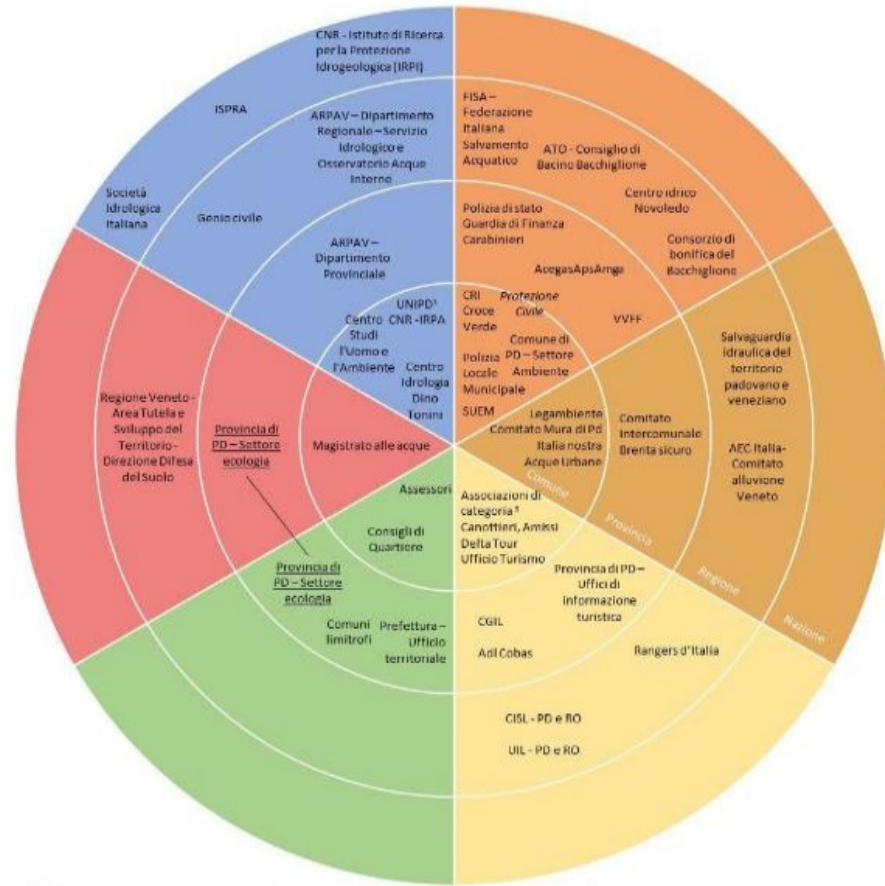 CNR - Istituto di Ricerca
per la Protezione
Idrogeologica (IRPI)
ISPRA
Società
Idrologica
Italiana
ARPAV – Dipartimento
Regionale – Servizio
Idrologico e
Osservatorio Acque
Interne
Genio civile
ARPAV –
Dipartimento
Provinciale
UNIPD¹
CNR - IRPA
Centro
Studi
l'Uomo e
l'Ambiente
Centro
Idrologia
Dino
Tonini
FISA –
Federazione
Italiana
Salvamento
Acquatico
ATO - Consiglio di
Bacino Bacchiglione
Centro idrico
Novoledo
Consorzio di
bonifica del
Bacchiglione
Polizia di stato
Guardia di Finanza
Carabinieri
AcegasApsAmga
VVFF
CRI
Croce
Verde
Protezione
Civile
Comune di
PD – Settore
Ambiente
Polizia
Locale
Municipale
SUEM
Salvaguardia
idraulica del
territorio
padovano e
veneziano
AEC Italia-
Comitato
alluvione
Veneto
Comitato
Intercomunale
Brenta sicuro
Legambiente
Comitato Mura di Pd
Italia nostra
Acque Urbane
Comune
Provincia
Regione
Nazione
Regione Veneto -
Area Tutela e
Sviluppo del
Territorio -
Direzione Difesa
del Suolo
Provincia di
PD – Settore
ecologia
Magistrato alle acque
Assessori
Consigli di
Quartiere
Provincia di
PD – Settore
ecologia
Comuni
limitrofi
Prefettura –
Ufficio
territoriale
Associazioni di
categoria
Canottieri, Amissi
Delta Tour
Ufficio Turismo
Provincia di PD –
Uffici di
informazione
turistica
CGIL
Adl Cobas
Rangers d'Italia
CISL - PD e RO
UIL - PD e RO